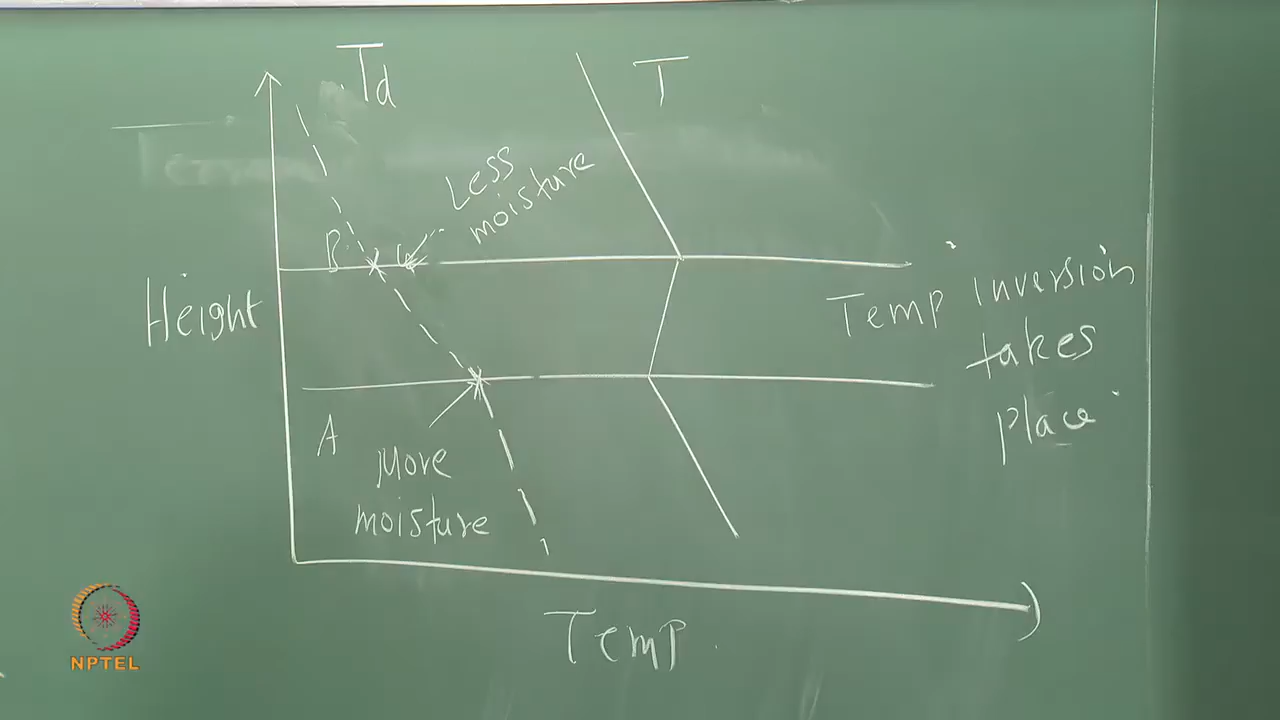 Td
T
Less
moisture
B
Height
Temp inversion
takes
place
A
More
moisture
Temp
NPTEL